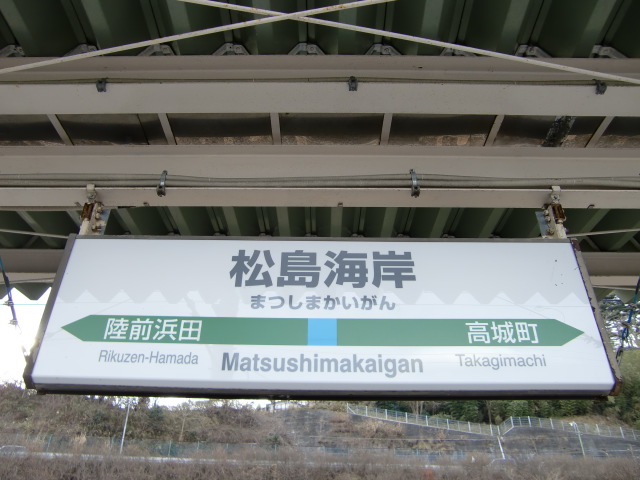 松島海岸
まつしまかいがん
陸前浜田 高城町
Rikuzen-Hamada Matsushimakaigan Takagimachi